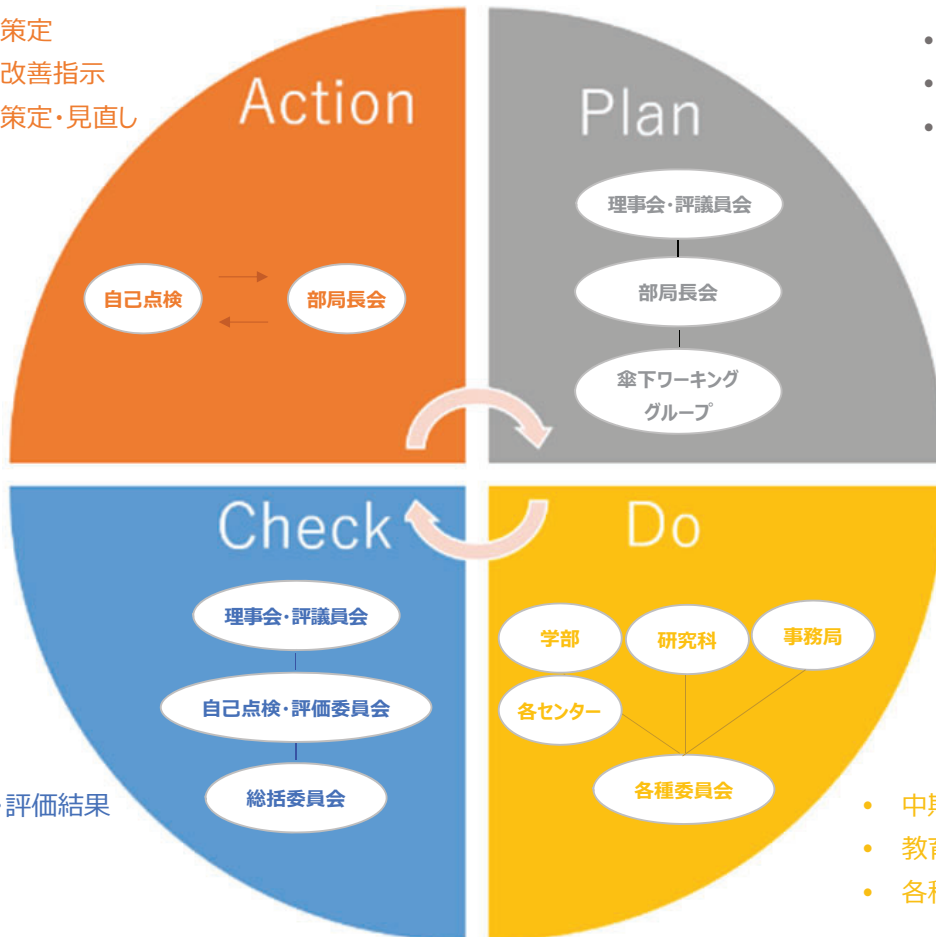 策定
改善指示
策定・見直し
Action
自己点検
部局長会
Plan
理事会・評議員会
部局長会
傘下ワーキング
グループ
Check
理事会・評議員会
自己点検・評価委員会
総括委員会
評価結果
Do
学部
研究科
事務局
各センター
各種委員会
• 中期
• 教育
• 各種